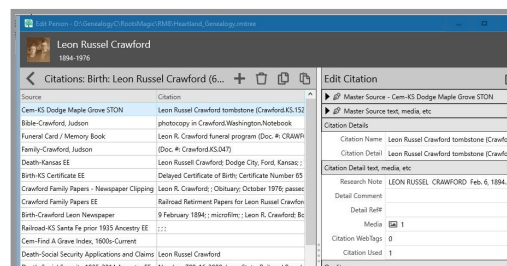 Edit Person - D:\GenealogyC\RootsMagic\RM8\Heartland_Genealogy.rmtree
Leon Russel Crawford
1894-1976
Citations: Birth: Leon Russel Crawford (6...
Edit Citation
Source Citation
Cem-KS Dodge Maple Grove STON Leon Russel Crawford tombstone (Crawford.KS.152
Bible-Crawford, Judson photocopy in Crawford.Washington.Notebook
Funeral Card / Memory Book Leon R. Crawford funeral program (Doc. #: CRAWF
Family-Crawford, Judson (Doc. #: Crawford.KS.047)
Death-Kansas EE Leon Russell Crawford; Dodge City, Ford, Kansas; ;
Birth-KS Certificate EE Delayed Certificate of Birth; Certificate Number 65
Crawford Family Papers - Newspaper Clipping Leon R. Crawford; ; Obituary; October 1976; passed
Crawford Family Papers EE Railroad Retirment Papers for Leon Russel Crawfor
Birth-Crawford Leon Newspaper 9 February 1894; ; microfilm; ; Leon R. Crawford; Bo
Railroad-KS Santa Fe prior 1935 Ancestry EE ; ; ;
Cem-Find A Grave Index, 1600s-Current
Death-Social Security Applications and Claims Leon Russel Crawford
Master Source - Cem-KS Dodge Maple Grove STON
Master Source text, media, etc
Citation Details
Citation Name Leon Russel Crawford tombstone (Crawfo
Citation Detail Leon Russel Crawford tombstone (Crawfo
Citation Detail text, media, etc
Research Note LEON RUSSEL CRAWFORD Feb. 6, 1894.
Detail Comment
Detail Ref#
Media 1
Citation WebTags 0
Citation Used 1